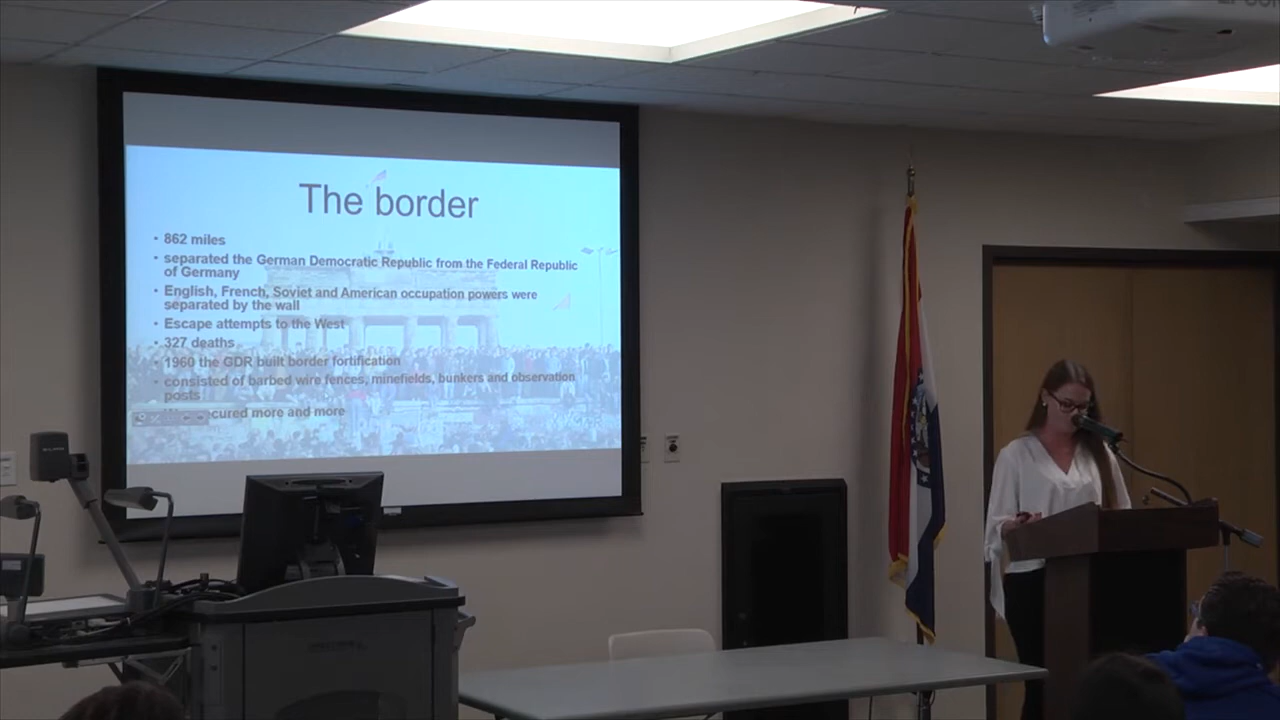 The border
• 862 miles
• separated the German Democratic Republic from the Federal Republic
of Germany
• English, French, Soviet and American occupation powers were
separated by the wall
• Escape attempts to the West
• 327 deaths
• 1960 the GDR built border fortification
• consisted of barbed wire fences, minefields, bunkers and observation
posts
cured more and more